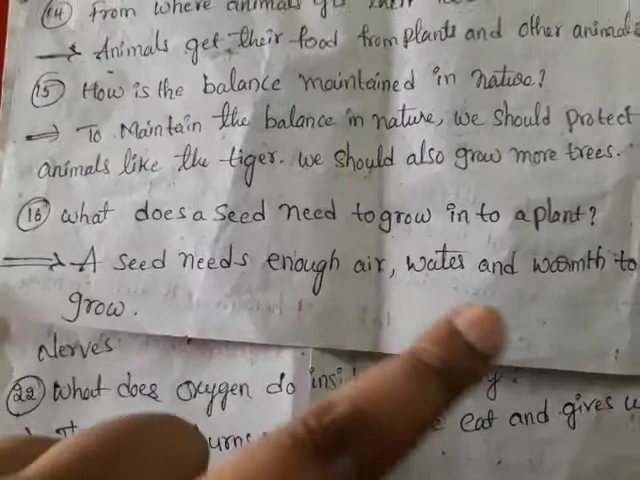 (14) From where animals get their
→ Animals get their food from plants and other animals
(15) How is the balance maintained in nature?
→ To Maintain the balance in nature, we should protect
animals like the tiger. we should also grow more trees.
(16) what does a seed need to grow in to a plant?
→ A seed needs enough air, water and warmth to
grow.
nerves
(22) What does oxygen do insi
eat and gives u